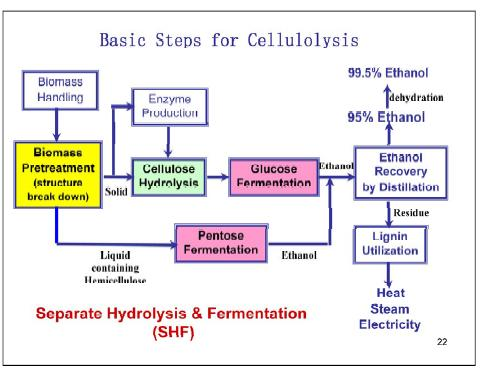 Basic Steps for Cellulolysis
Biomass
Handling
Enzyme
Production
99.5% Ethanol
dehydration
95% Ethanol
Biomass
Pretreatment
(structure
break down)
Solid
Cellulose
Hydrolysis
Glucose
Fermentation
Ethanol
Ethanol
Recovery
by Distillation
Residue
Liquid
containing
Hemicellulose
Pentose
Fermentation
Ethanol
Lignin
Utilization
Heat
Steam
Electricity
Separate Hydrolysis & Fermentation
(SHF)
22